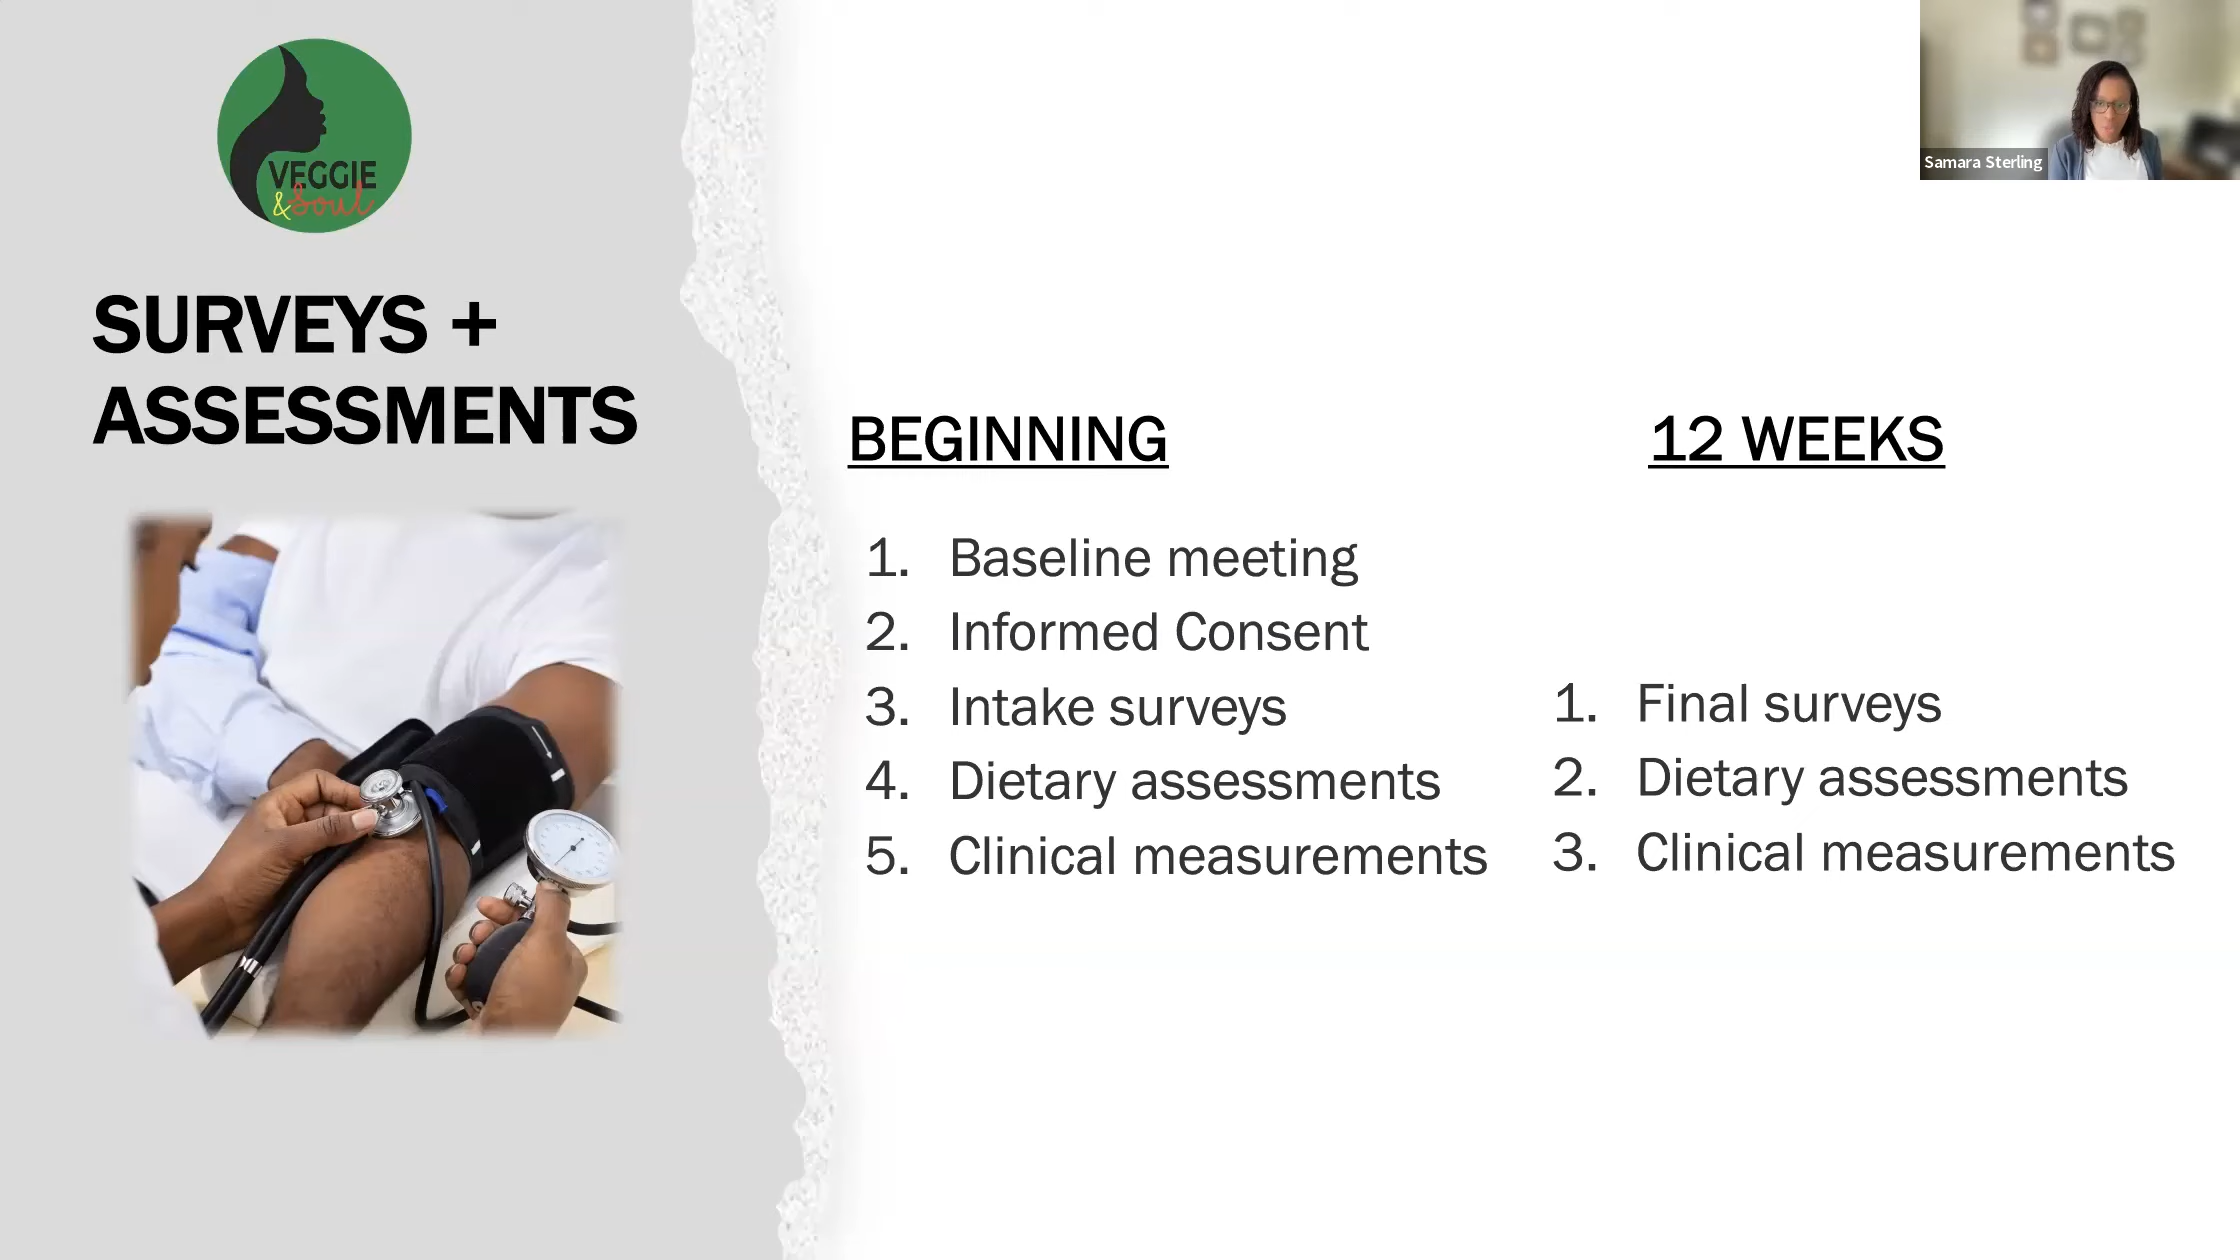 VEGGIE
&Soul
SURVEYS +
ASSESSMENTS
BEGINNING
1. Baseline meeting
2. Informed Consent
3. Intake surveys
4. Dietary assessments
5. Clinical measurements
12 WEEKS
1. Final surveys
2. Dietary assessments
3. Clinical measurements
Samara Sterling